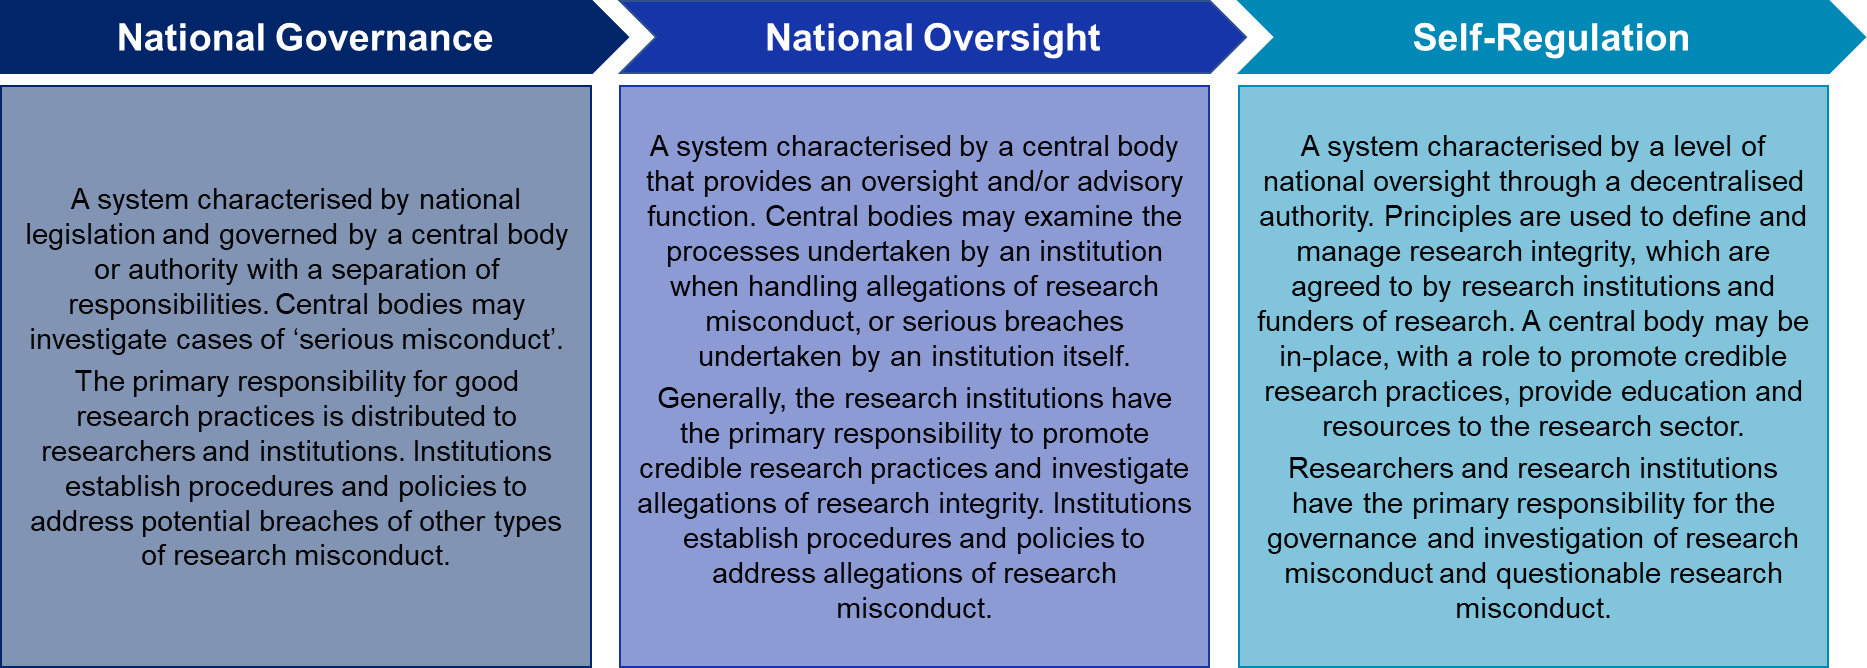 National Governance
A system characterised by national
legislation and governed by a central body
or authority with a separation of
responsibilities. Central bodies may
investigate cases of ‘serious misconduct’.
The primary responsibility for good
research practices is distributed to
researchers and institutions. Institutions
establish procedures and policies to
address potential breaches of other types
of research misconduct.
National Oversight
A system characterised by a central body
that provides an oversight and/or advisory
function. Central bodies may examine the
processes undertaken by an institution
when handling allegations of research
misconduct, or serious breaches
undertaken by an institution itself.
Generally, the research institutions have
the primary responsibility to promote
credible research practices and investigate
allegations of research integrity. Institutions
establish procedures and policies to
address allegations of research
misconduct.
Self-Regulation
A system characterised by a level of
national oversight through a decentralised
authority. Principles are used to define and
manage research integrity, which are
agreed to by research institutions and
funders of research. A central body may be
in-place, with a role to promote credible
research practices, provide education and
resources to the research sector.
Researchers and research institutions
have the primary responsibility for the
governance and investigation of research
misconduct and questionable research
misconduct.